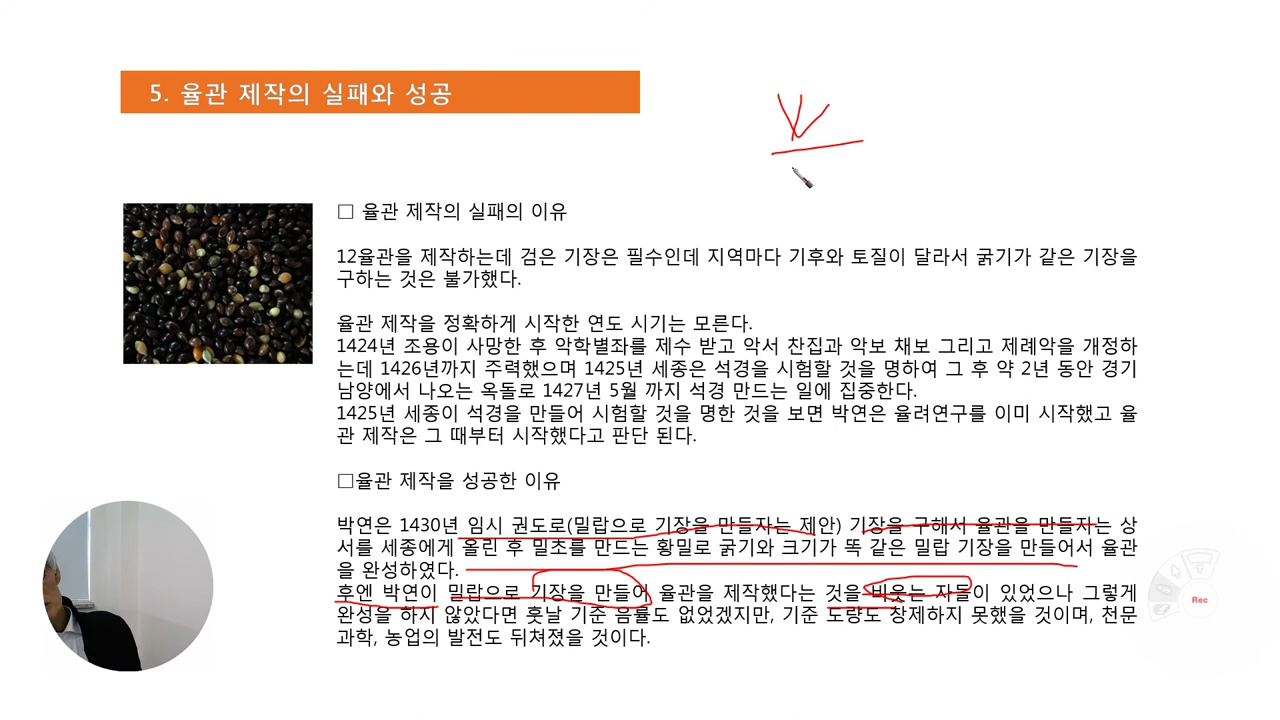 5. 율관 제작의 실패와 성공
□ 율관 제작의 실패의 이유
12율관을 제작하는데 검은 기장은 필수인데 지역마다 기후와 토질이 달라서 굵기가 같은 기장을
구하는 것은 불가했다.
율관 제작을 정확하게 시작한 연도 시기는 모른다.
1424년 조용이 사망한 후 악학별좌를 제수 받고 악서 찬집과 악보 채보 그리고 제례악을 개정하
는데 1426년까지 주력했으며 1425년 세종은 석경을 시험할 것을 명하여 그 후 약 2년 동안 경기
남양에서 나오는 옥돌로 1427년 5월 까지 석경 만드는 일에 집중한다.
1425년 세종이 석경을 만들어 시험할 것을 명한 것을 보면 박연은 율려연구를 이미 시작했고 율
관 제작은 그 때부터 시작했다고 판단 된다.
□율관 제작을 성공한 이유
박연은 1430년 임시 권도로(밀랍으로 기장을 만들자는 제안) 기장을 구해서 율관을 만들자는 상
서를 세종에게 올린 후 밀초를 만드는 황밀로 굵기와 크기가 똑 같은 밀랍 기장을 만들어서 율관
을 완성하였다.
후엔 박연이 밀랍으로 기장을 만들어 율관을 제작했다는 것을 비웃는 자들이 있었으나 그렇게
완성을 하지 않았다면 훗날 기준 음률도 없었겠지만, 기준 도량도 창제하지 못했을 것이며, 천문
과학, 농업의 발전도 뒤쳐졌을 것이다.
Rec